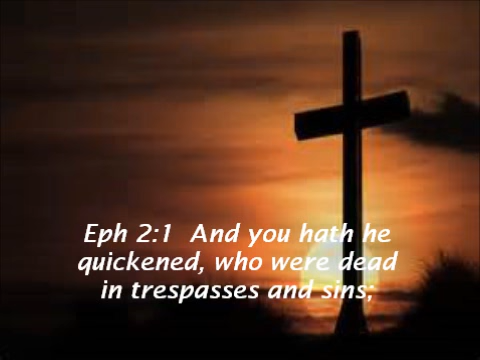 Eph 2:1  And you hath he
quickened, who were dead
in trespasses and sins;